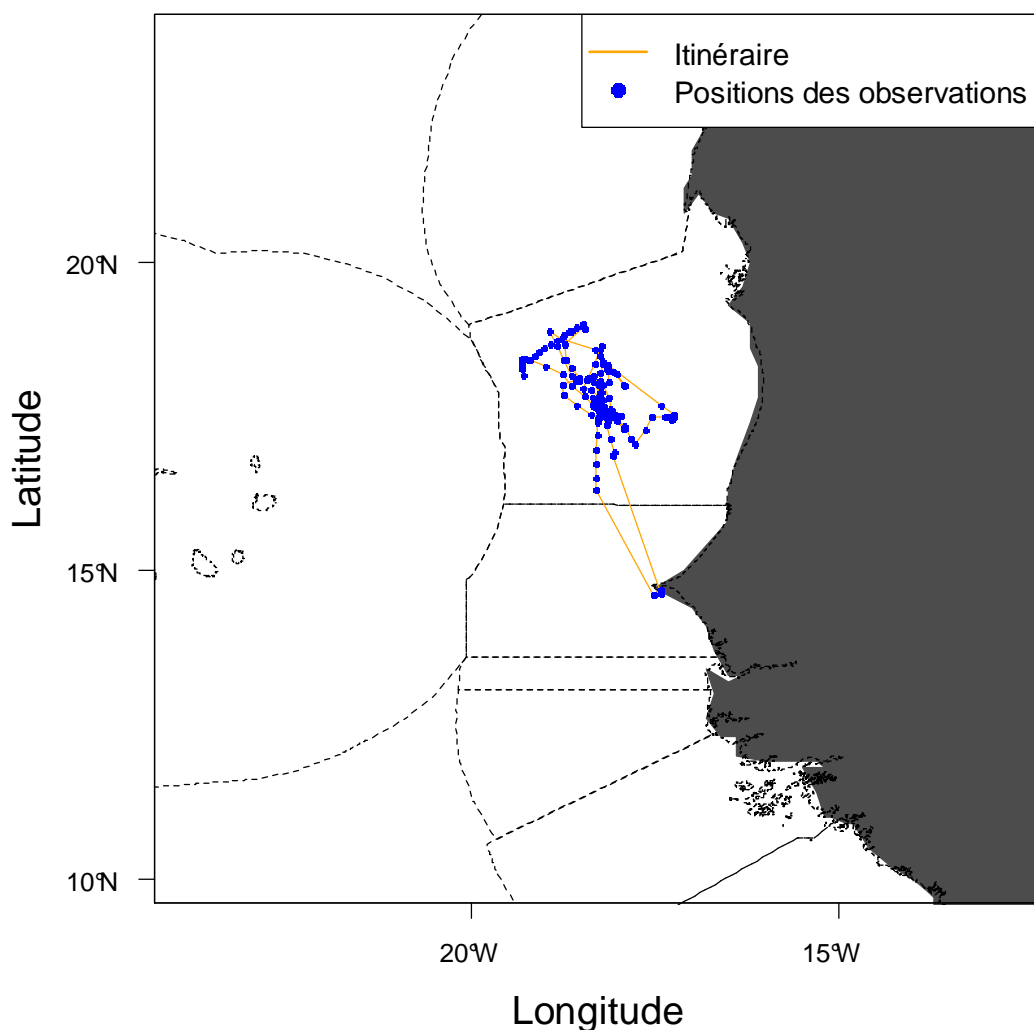 Itinéraire
Positions des observations
20°N
15°N
10°N
Latitude
20°W
15°W
Longitude